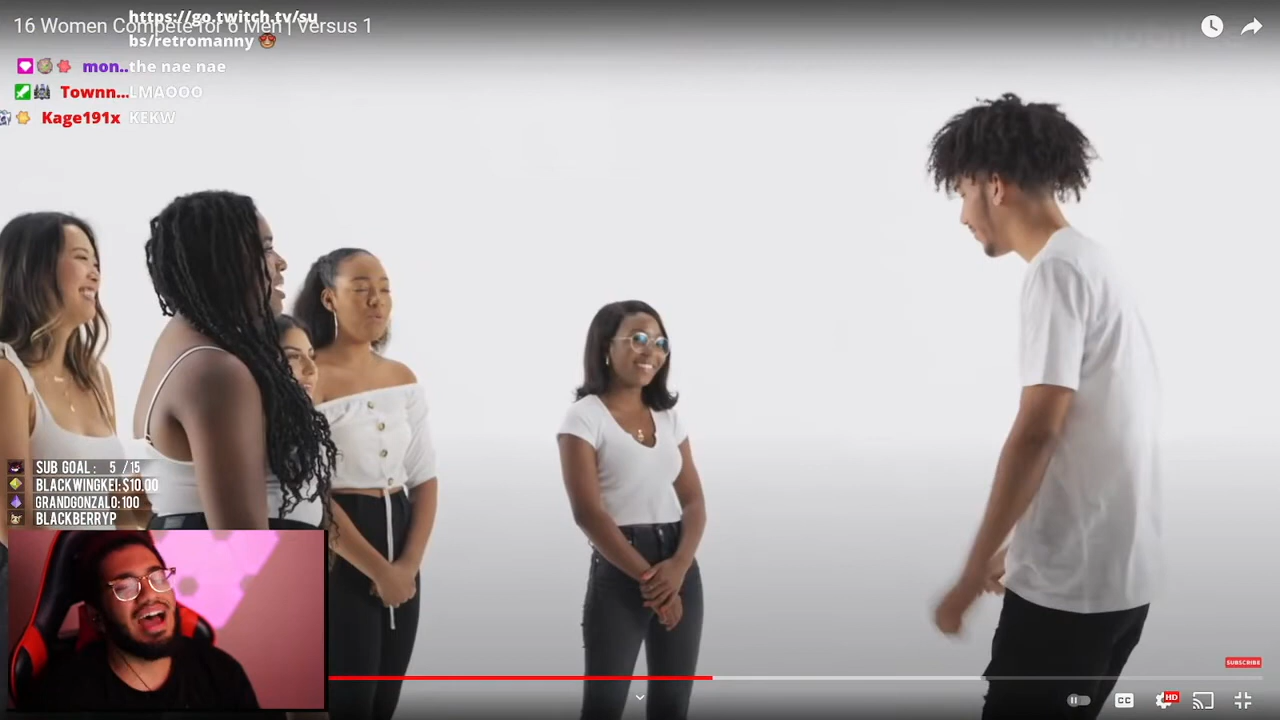 https://go.twitch.tv/su
16 Women Compete for 6 Men | Versus 1
bs/retromanny
mon.. the nae nae
Townn... LMAOOO
Kage191x KEKW
SUB GOAL: 5 /15
BLACKWINGKEI:$10.00
GRANDGONZALO:100
BLACKBERRYP
SUBSCRIBE
CC
HD